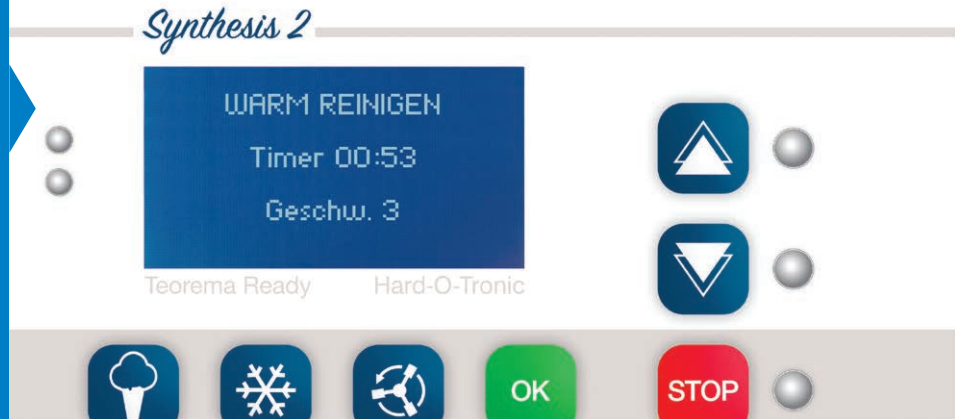 Synthesis 2
WARM REINIGEN
Timer 00:53
Geschw. 3
Teorema Ready Hard-O-Tronic
OK STOP